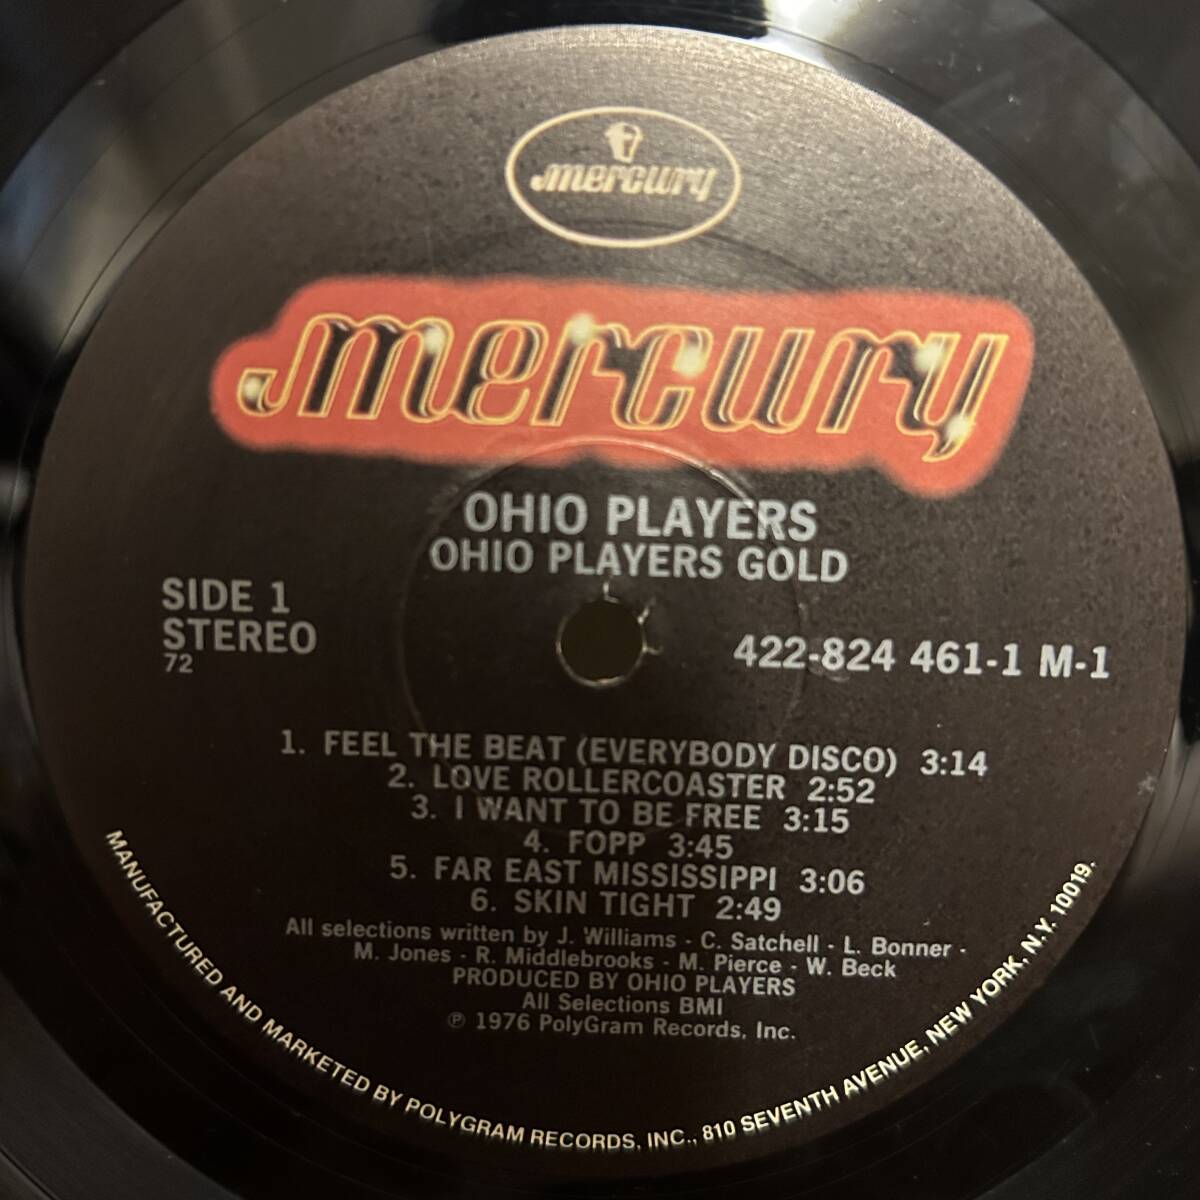 mercury
mercury
OHIO PLAYERS
OHIO PLAYERS GOLD
SIDE 1
STEREO
72
422-824 461-1 M-1
1. FEEL THE BEAT (EVERYBODY DISCO) 3:14
2. LOVE ROLLERCOASTER 2:52
3. I WANT TO BE FREE 3:15
4. FOPP 3:45
5. FAR EAST MISSISSIPPI 3:06
6. SKIN TIGHT 2:49
All selections written by J. Williams - C. Satchell - L. Bonner -
M. Jones - R. Middlebrooks - M. Pierce - W. Beck
PRODUCED BY OHIO PLAYERS
All Selections BMI
℗ 1976 PolyGram Records, Inc.
MANUFACTURED AND MARKETED BY POLYGRAM RECORDS, INC., 810 SEVENTH AVENUE, NEW YORK, N.Y. 10019.